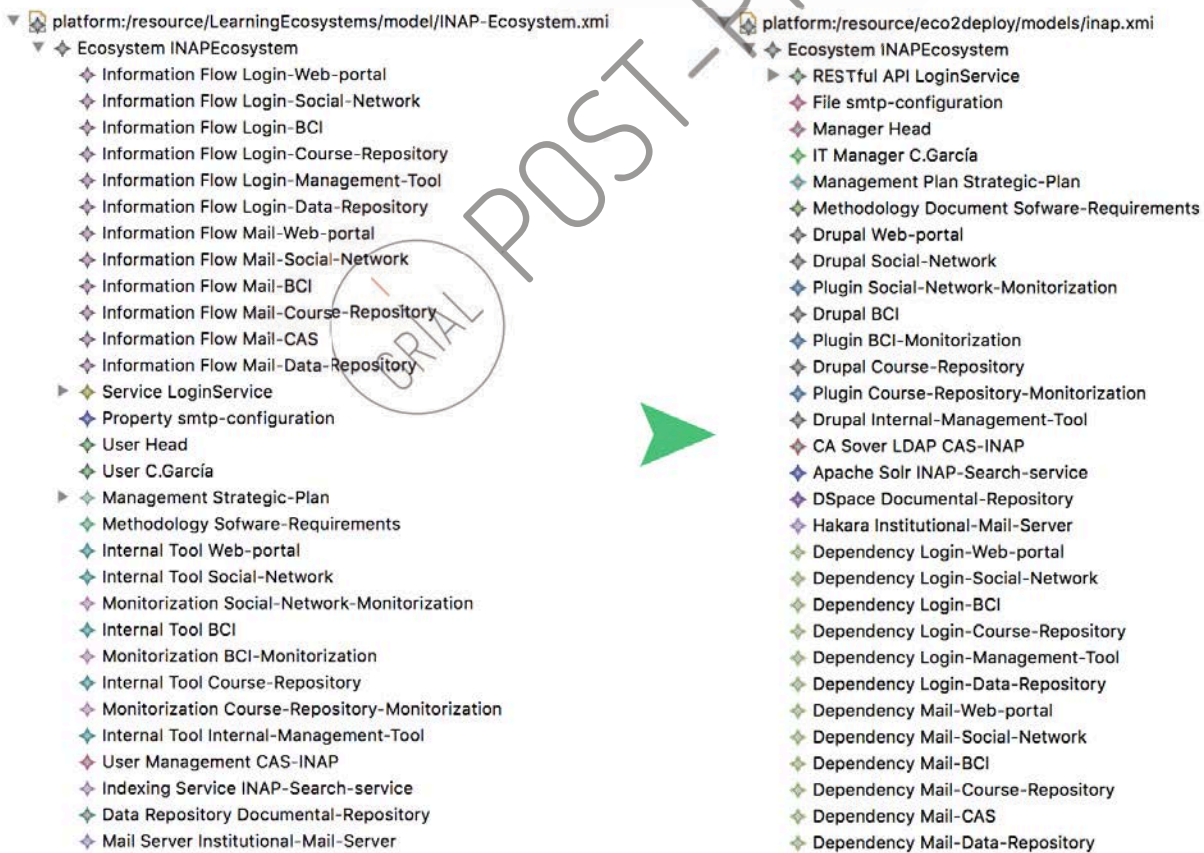 platform:/resource/LearningEcosystems/model/INAP-Ecosystem.xmi
Ecosystem INAPEcosystem
Information Flow Login-Web-portal
Information Flow Login-Social-Network
Information Flow Login-BCI
Information Flow Login-Course-Repository
Information Flow Login-Management-Tool
Information Flow Login-Data-Repository
Information Flow Mail-Web-portal
Information Flow Mail-Social-Network
Information Flow Mail-BCI
Information Flow Mail-Course-Repository
Information Flow Mail-CAS
Information Flow Mail-Data-Repository
Service LoginService
Property smtp-configuration
User Head
User C.García
Management Strategic-Plan
Methodology Sofware-Requirements
Internal Tool Web-portal
Internal Tool Social-Network
Monitorization Social-Network-Monitorization
Internal Tool BCI
Monitorization BCI-Monitorization
Internal Tool Course-Repository
Monitorization Course-Repository-Monitorization
Internal Tool Internal-Management-Tool
User Management CAS-INAP
Indexing Service INAP-Search-service
Data Repository Documental-Repository
Mail Server Institutional-Mail-Server
platform:/resource/eco2deploy/models/inap.xmi
Ecosystem INAPEcosystem
RESTful API LoginService
File smtp-configuration
Manager Head
IT Manager C.García
Management Plan Strategic-Plan
Methodology Document Sofware-Requirements
Drupal Web-portal
Drupal Social-Network
Plugin Social-Network-Monitorization
Drupal BCI
Plugin BCI-Monitorization
Drupal Course-Repository
Plugin Course-Repository-Monitorization
Drupal Internal-Management-Tool
CA Sover LDAP CAS-INAP
Apache Solr INAP-Search-service
DSpace Documental-Repository
Hakara Institutional-Mail-Server
Dependency Login-Web-portal
Dependency Login-Social-Network
Dependency Login-BCI
Dependency Login-Course-Repository
Dependency Login-Management-Tool
Dependency Login-Data-Repository
Dependency Mail-Web-portal
Dependency Mail-Social-Network
Dependency Mail-BCI
Dependency Mail-Course-Repository
Dependency Mail-CAS
Dependency Mail-Data-Repository
GRIAL
POST-